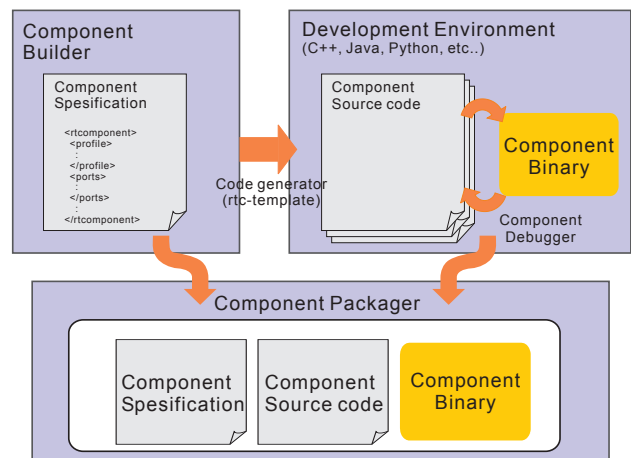 Component
Builder
Component
Spesification
<rtcomponent>
<profile>
:
:
</profile>
<ports>
:
:
</ports>
:
</rtcomponent>
Code generator
(rtc-template)
Development Environment
(C++, Java, Python, etc..)
Component
Source code
Component
Binary
Component
Debugger
Component Packager
Component
Spesification
Component
Source code
Component
Binary